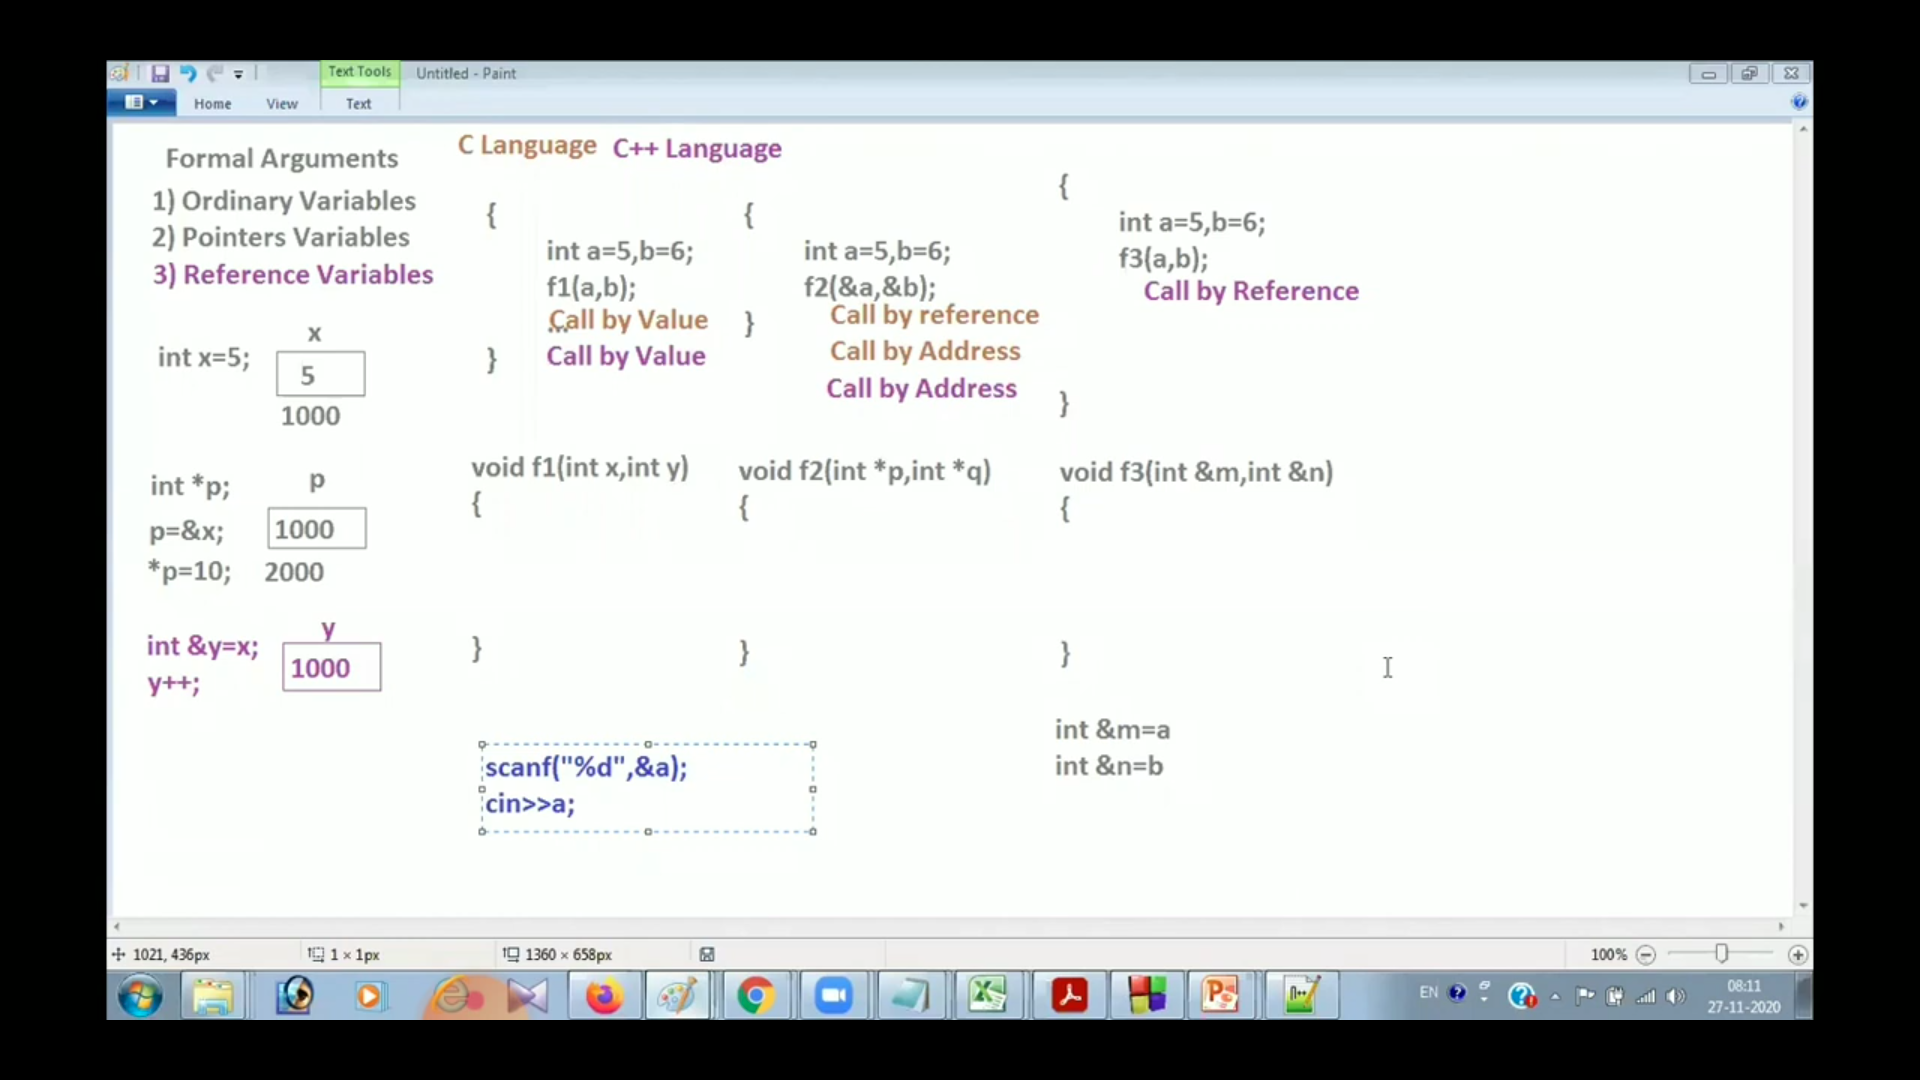 Text Tools
Untitled - Paint
Home
View
Text
Formal Arguments
1) Ordinary Variables
2) Pointers Variables
3) Reference Variables
x
int x=5;
5
1000
int *p;
p
p=&x;
1000
*p=10;
2000
int &y=x;
y
1000
y++;
C Language
C++ Language
{
int a=5,b=6;
f1(a,b);
...
Call by Value
Call by Value
}
{
int a=5,b=6;
f2(&a,&b);
}
Call by reference
Call by Address
Call by Address
{
int a=5,b=6;
f3(a,b);
Call by Reference
}
void f1(int x,int y)
{
}
void f2(int *p,int *q)
{
}
void f3(int &m,int &n)
{
}
scanf("%d",&a);
cin>>a;
int &m=a
int &n=b
1021, 436px
1 × 1px
1360 × 658px
100%
EN
08:11
27-11-2020